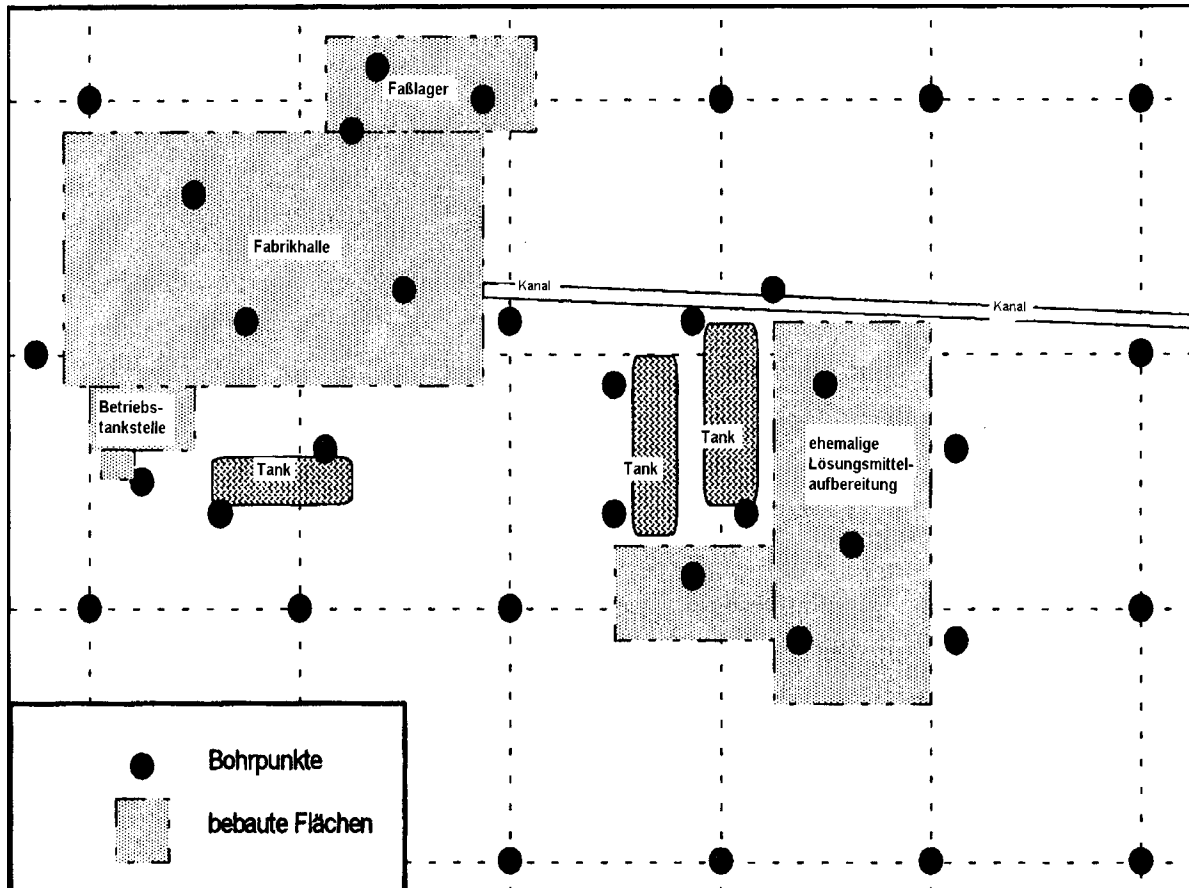 Faßlager
Fabrikhalle
Kanal
Kanal
Betriebs-
tankstelle
Tank
Tank
Tank
ehemalige
Lösungsmittel-
aufbereitung
Bohrpunkte
bebaute Flächen